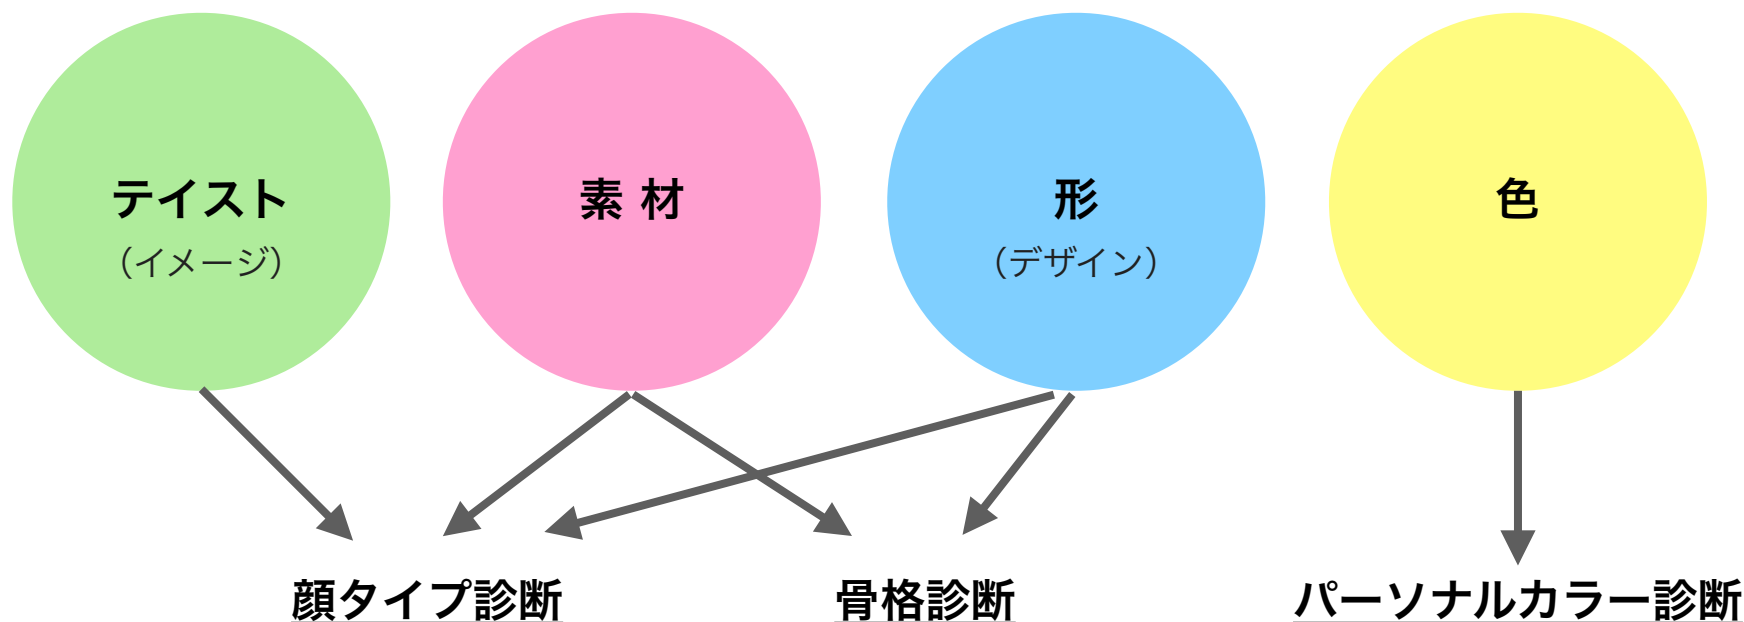 テイスト
（イメージ）
素 材
形
（デザイン）
色
顔タイプ診断
骨格診断
パーソナルカラー診断